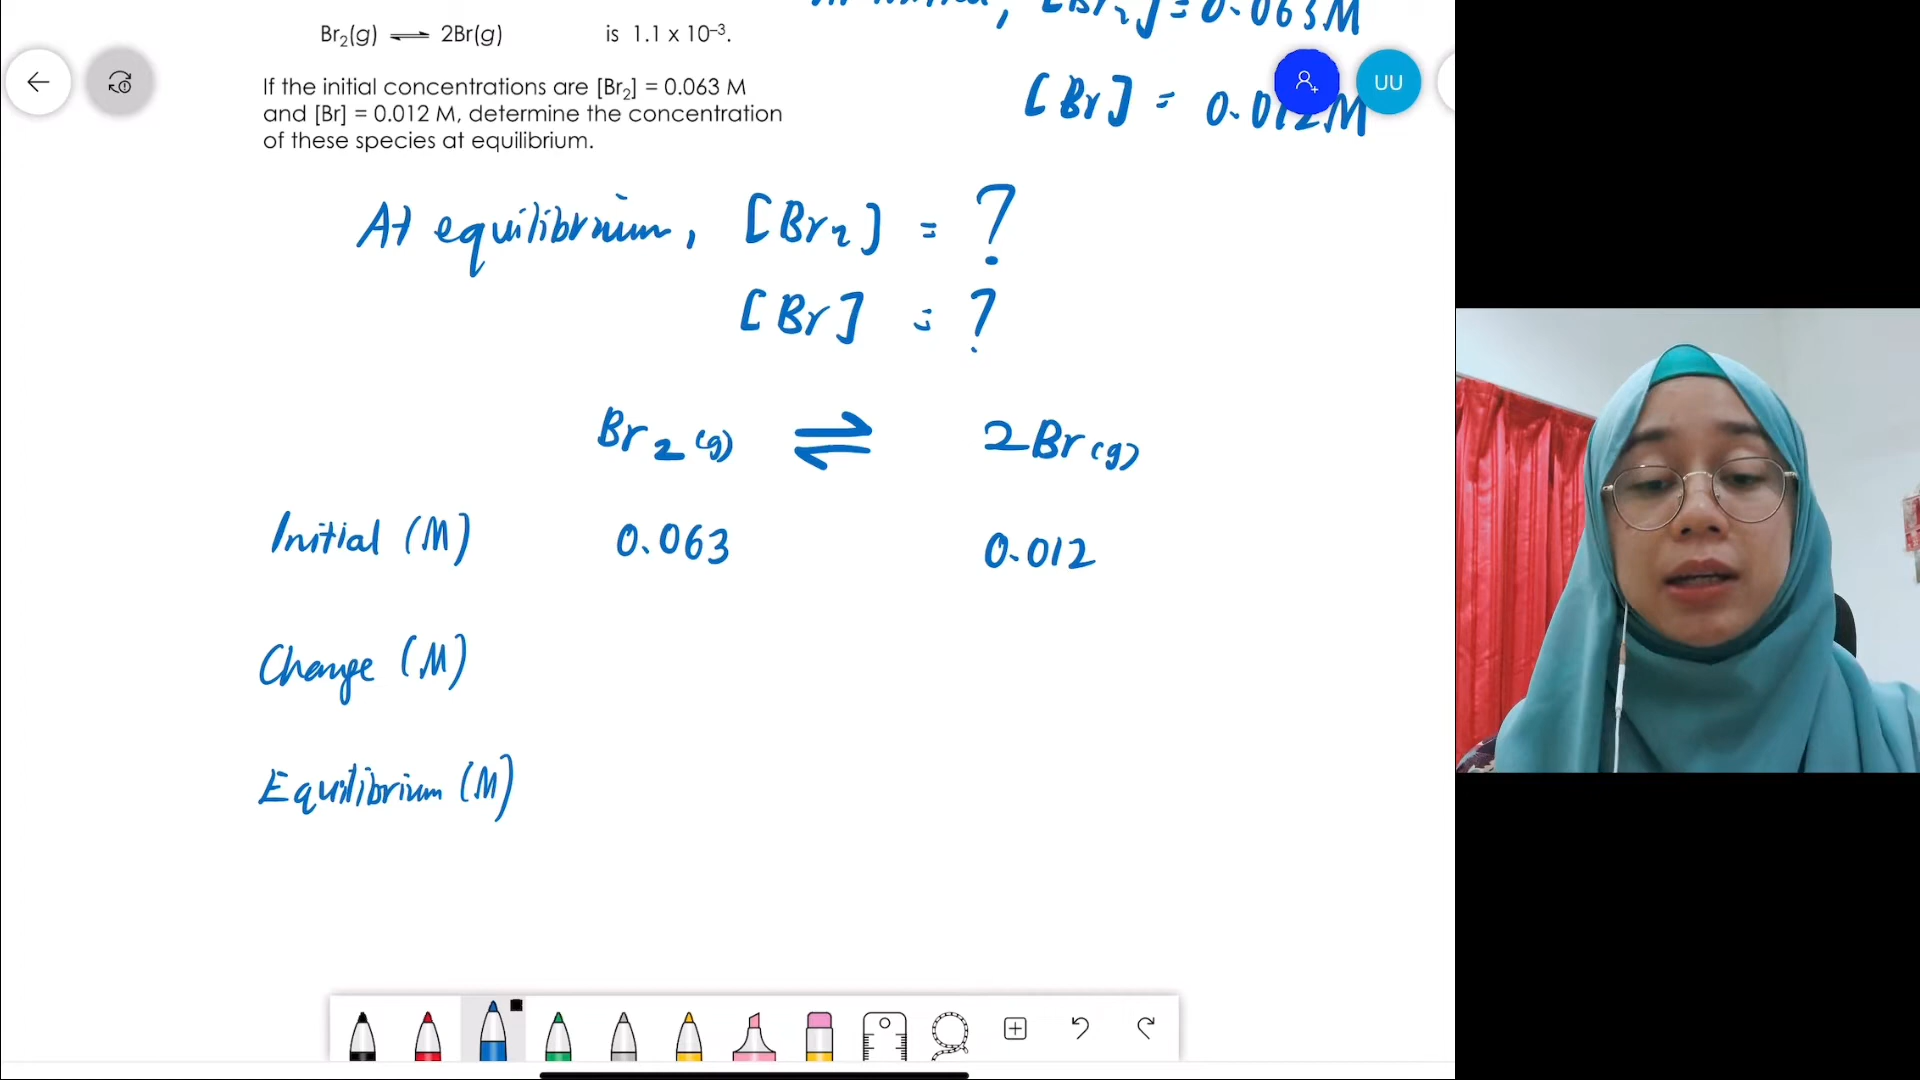 [Br₂] = 0.063M
Br₂(g) ⇌ 2Br(g) is 1.1 x 10⁻³.
If the initial concentrations are [Br₂] = 0.063 M
and [Br] = 0.012 M, determine the concentration
of these species at equilibrium.
[Br] = 0.012M
UU
At equilibrium, [Br₂] = ?
[Br] = ?
Br₂(g) ⇌ 2Br(g)
Initial (M) 0.063 0.012
Change (M)
Equilibrium (M)